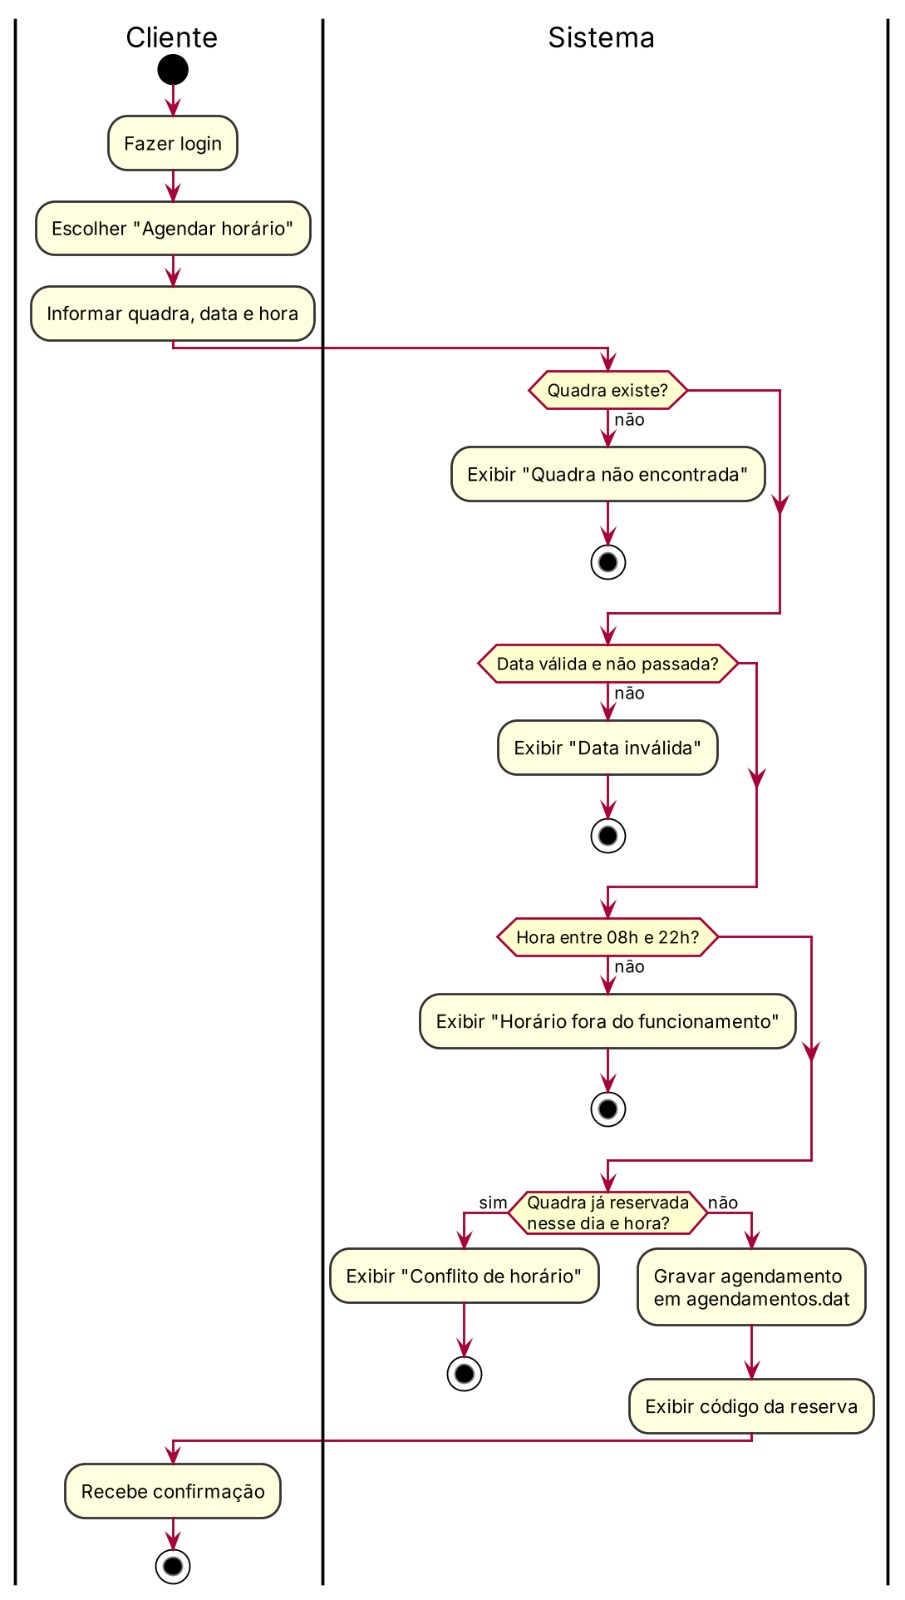 Cliente
Sistema
Fazer login
Escolher "Agendar horário"
Informar quadra, data e hora
Quadra existe?
não
Exibir "Quadra não encontrada"
Data válida e não passada?
não
Exibir "Data inválida"
Hora entre 08h e 22h?
não
Exibir "Horário fora do funcionamento"
sim
Quadra já reservada
nesse dia e hora?
não
Exibir "Conflito de horário"
Gravar agendamento
em agendamentos.dat
Exibir código da reserva
Recebe confirmação